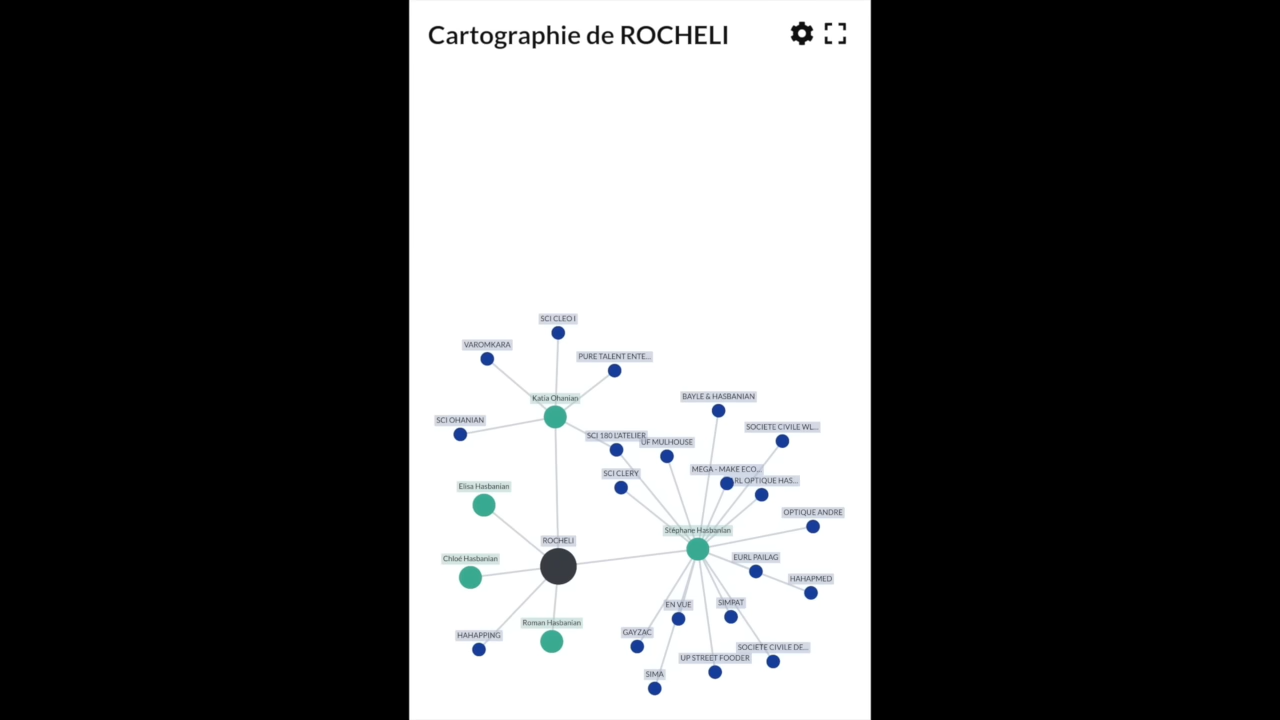 Cartographie de ROCHELI
SCI CLEO I
VAROMKARA
PURE TALENT ENTE...
Katia Ohanian
BAYLE & HASBANIAN
SCI OHANIAN
SOCIETE CIVILE WL...
SCI 180 L'ATELIER
UF MULHOUSE
SCI CLERY
MEGA - MAKE ECO...
RL OPTIQUE HAS...
Elisa Hasbanian
OPTIQUE ANDRE
Stéphane Hasbanian
ROCHELI
Chloé Hasbanian
EURL PAILAG
HAHAPMED
EN VUE
SIMPAT
Roman Hasbanian
HAHAPPING
GAYZAC
SOCIETE CIVILE DE...
UP STREET FOODER
SIMA